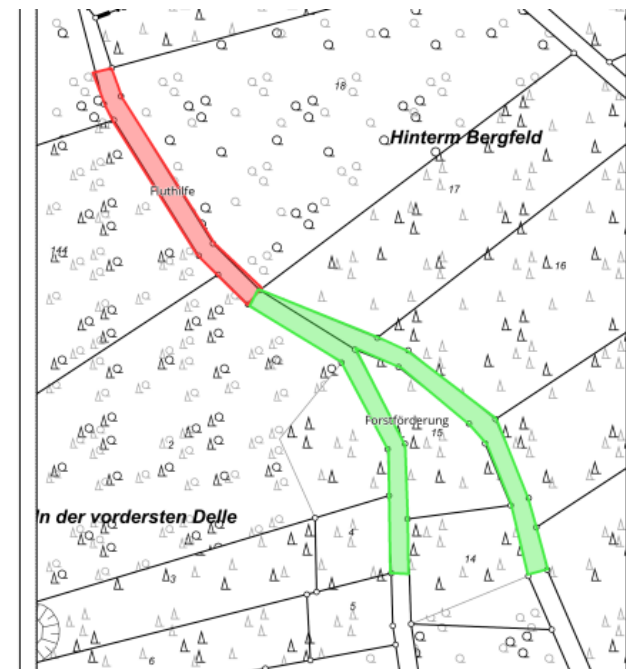 18
Hinterm Bergfeld
Fluthilfe
17
144
16
Forstförderung
15
2
In der vordersten Delle
4
14
3
5
6